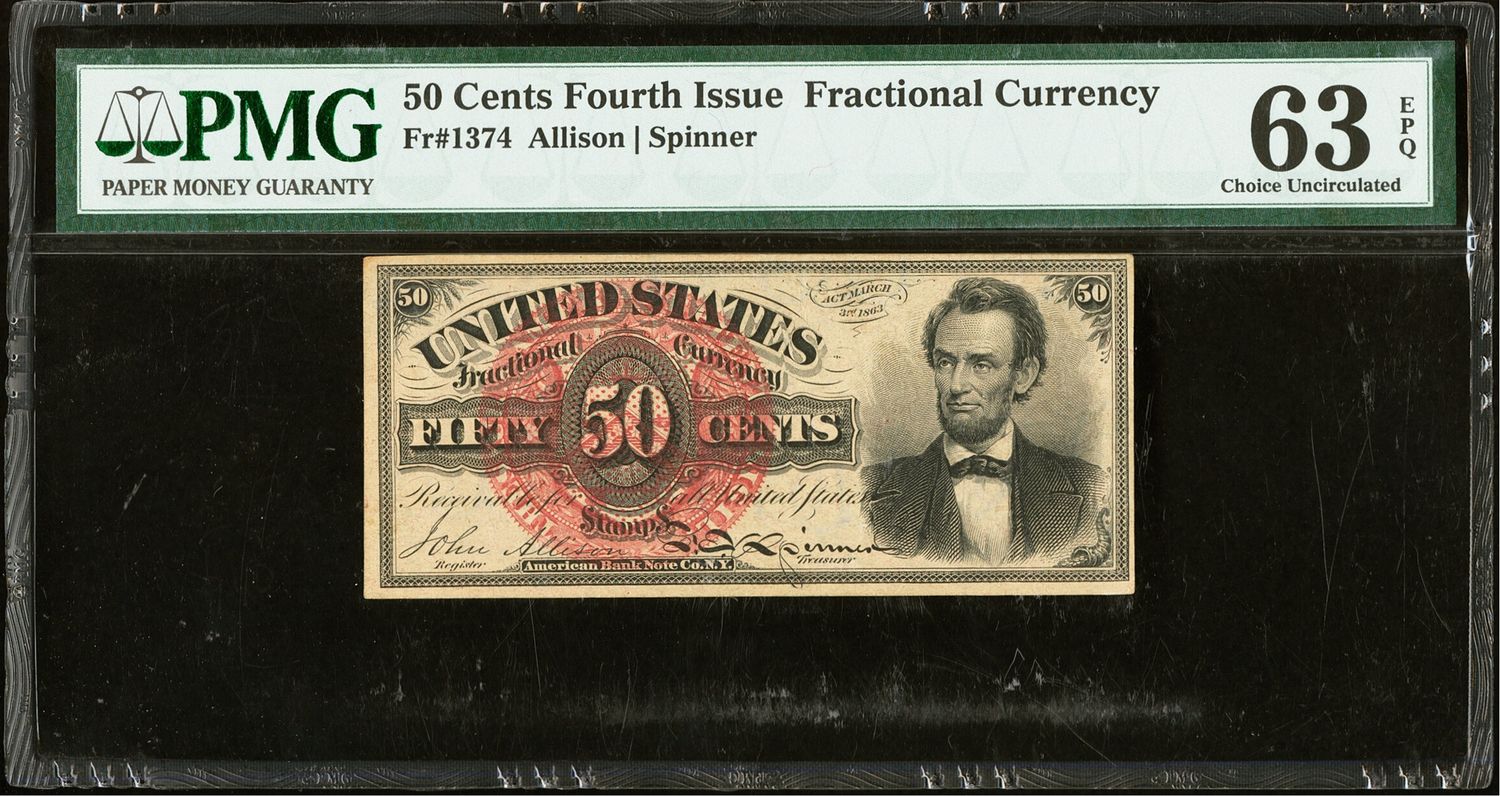 PMG
PAPER MONEY GUARANTY
50 Cents Fourth Issue Fractional Currency
Fr#1374 Allison | Spinner
63
EPQ
Choice Uncirculated
50
UNITED STATES
ACT MARCH
3rd 1863
50
Fractional Currency
FIFTY 50 CENTS
Receivable for all United States
Stamps
John Allison F. E. Spinner
Register American Bank Note Co. N.Y. Treasurer